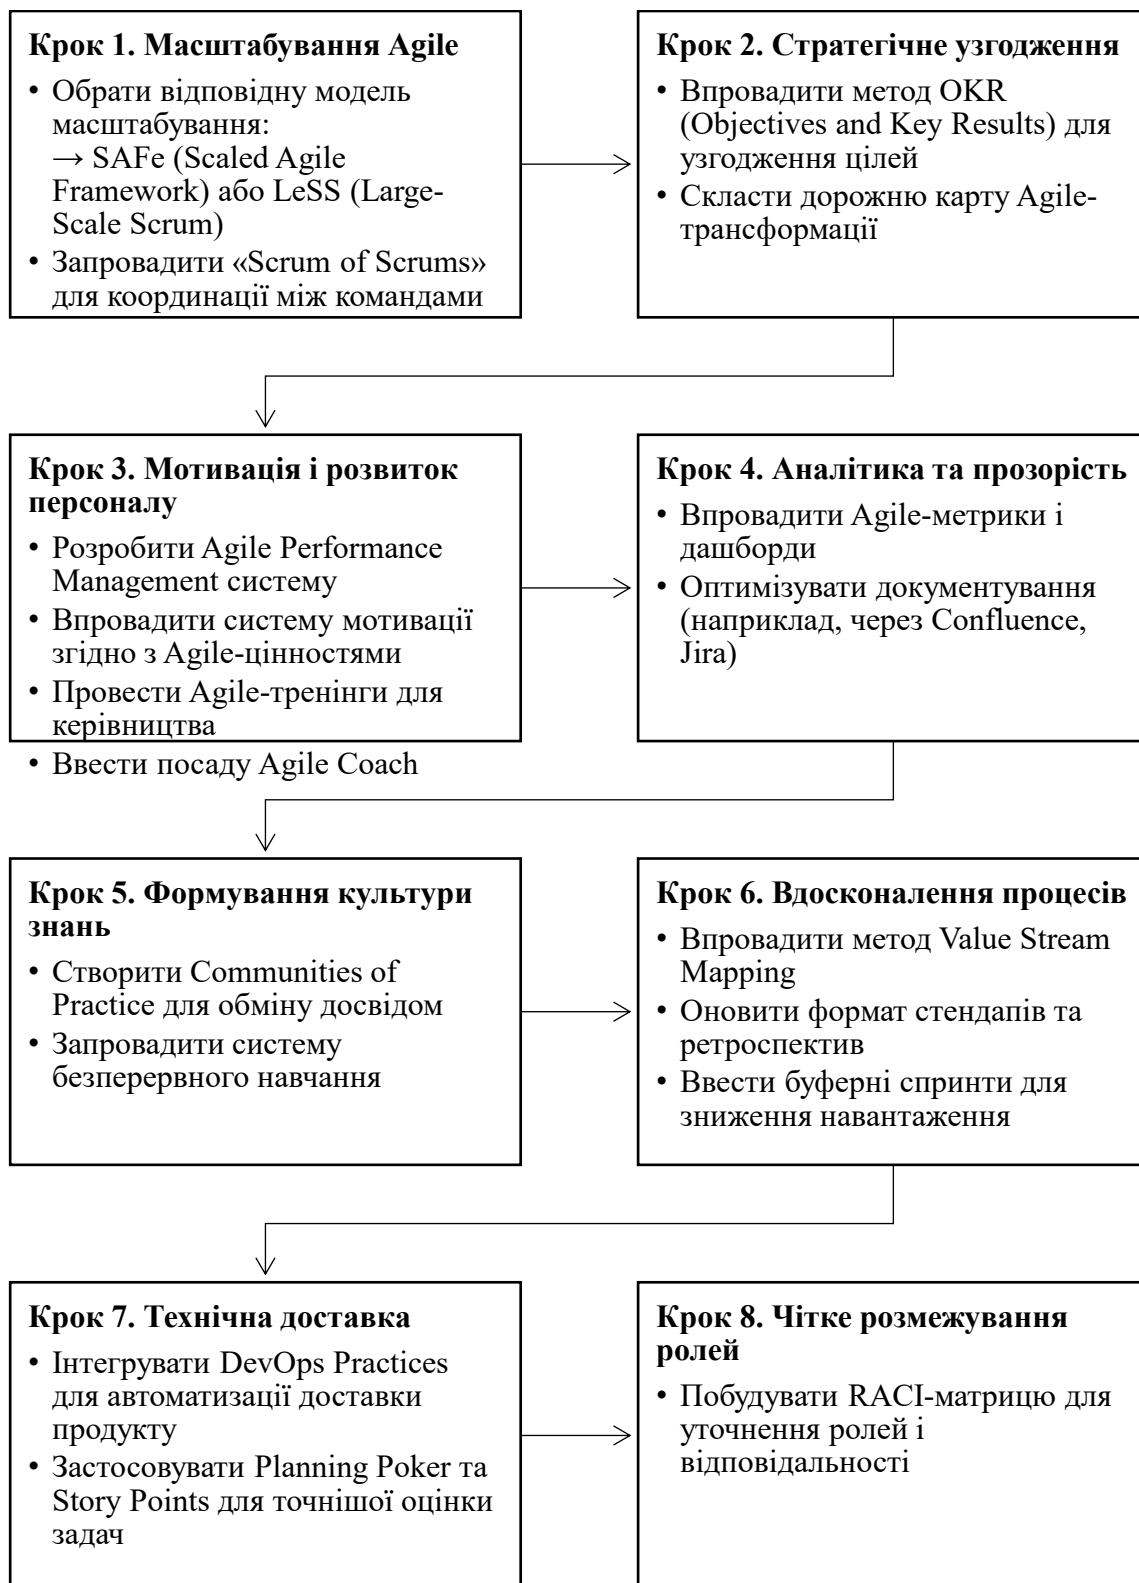 Крок 1. Масштабування Agile
• Обрати відповідну модель
масштабування:
→ SAFe (Scaled Agile
Framework) або LeSS (Large-
Scale Scrum)
• Запровадити «Scrum of Scrums»
для координації між командами
Крок 2. Стратегічне узгодження
• Впровадити метод OKR
(Objectives and Key Results) для
узгодження цілей
• Скласти дорожню карту Agile-
трансформації
Крок 3. Мотивація і розвиток
персоналу
• Розробити Agile Performance
Management систему
• Впровадити систему мотивації
згідно з Agile-цінностями
• Провести Agile-тренінги для
керівництва
• Ввести посаду Agile Coach
Крок 4. Аналітика та прозорість
• Впровадити Agile-метрики і
дашборди
• Оптимізувати документування
(наприклад, через Confluence,
Jira)
Крок 5. Формування культури
знань
• Створити Communities of
Practice для обміну досвідом
• Запровадити систему
безперервного навчання
Крок 6. Вдосконалення процесів
• Впровадити метод Value Stream
Mapping
• Оновити формат стендапів та
ретроспектив
• Ввести буферні спринти для
зниження навантаження
Крок 7. Технічна доставка
• Інтегрувати DevOps Practices
для автоматизації доставки
продукту
• Застосовувати Planning Poker та
Story Points для точнішої оцінки
задач
Крок 8. Чітке розмежування
ролей
• Побудувати RACI-матрицю для
уточнення ролей і
відповідальності